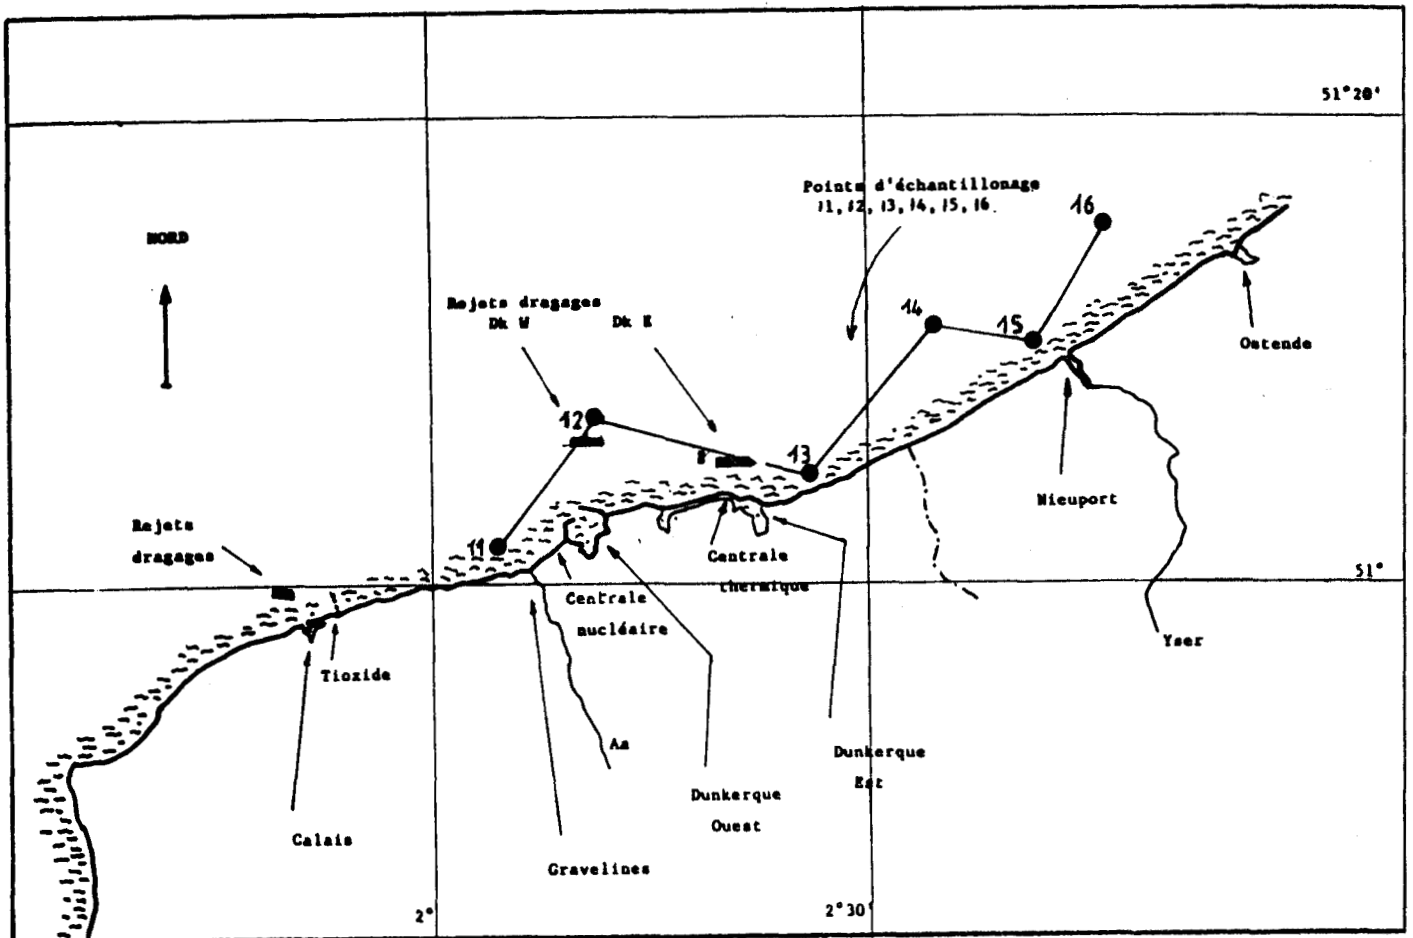 51°20'
Points d'échantillonage
11, 12, 13, 14, 15, 16.
16
NORD
Rejets dragages
Dk W
Dk E
14
15
Ostende
12
13
Nieuport
Rejets
dragages
11
Centrale
thermique
51°
Centrale
nucléaire
Yser
Tioxide
Aa
Dunkerque
Est
Dunkerque
Ouest
Calais
Gravelines
2°
2°30'